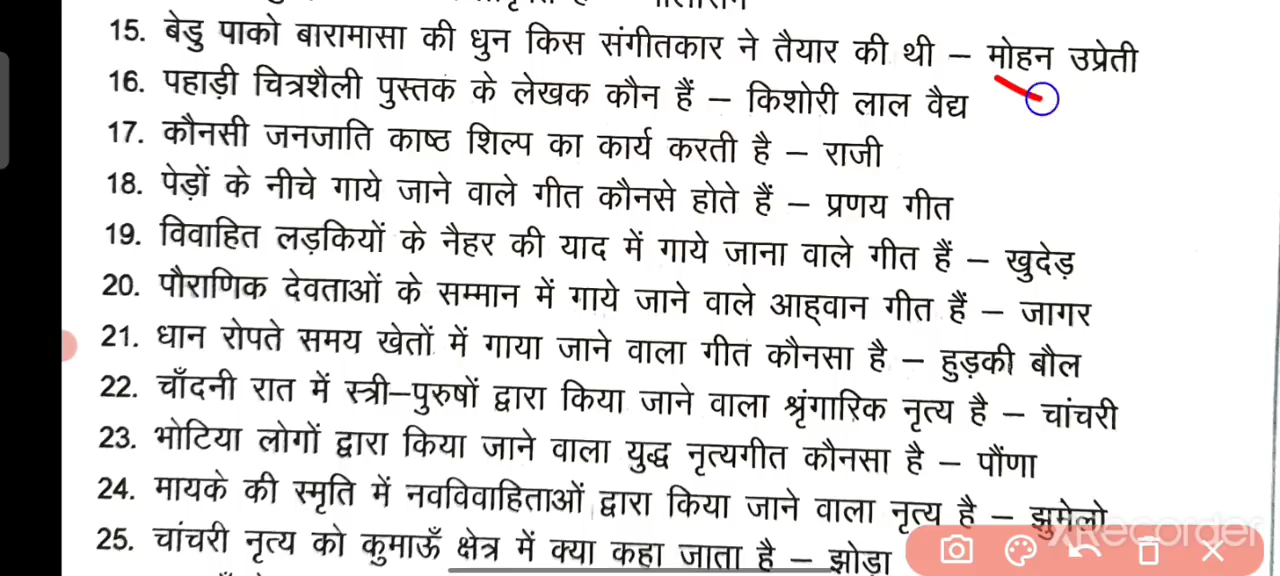 15. बेडु पाको बारामासा की धुन किस संगीतकार ने तैयार की थी – मोहन उप्रेती
16. पहाड़ी चित्रशैली पुस्तक के लेखक कौन हैं – किशोरी लाल वैद्य
17. कौनसी जनजाति काष्ठ शिल्प का कार्य करती है – राजी
18. पेड़ों के नीचे गाये जाने वाले गीत कौनसे होते हैं – प्रणय गीत
19. विवाहित लड़कियों के नैहर की याद में गाये जाना वाले गीत हैं – खुदेड़
20. पौराणिक देवताओं के सम्मान में गाये जाने वाले आह्वान गीत हैं – जागर
21. धान रोपते समय खेतों में गाया जाने वाला गीत कौनसा है – हुड़की बौल
22. चाँदनी रात में स्त्री–पुरुषों द्वारा किया जाने वाला श्रृंगारिक नृत्य है – चांचरी
23. भोटिया लोगों द्वारा किया जाने वाला युद्ध नृत्यगीत कौनसा है – पौंणा
24. मायके की स्मृति में नवविवाहिताओं द्वारा किया जाने वाला नृत्य है – झुमेलो
25. चांचरी नृत्य को कुमाऊँ क्षेत्र में क्या कहा जाता है – झोड़ा
XRecorder